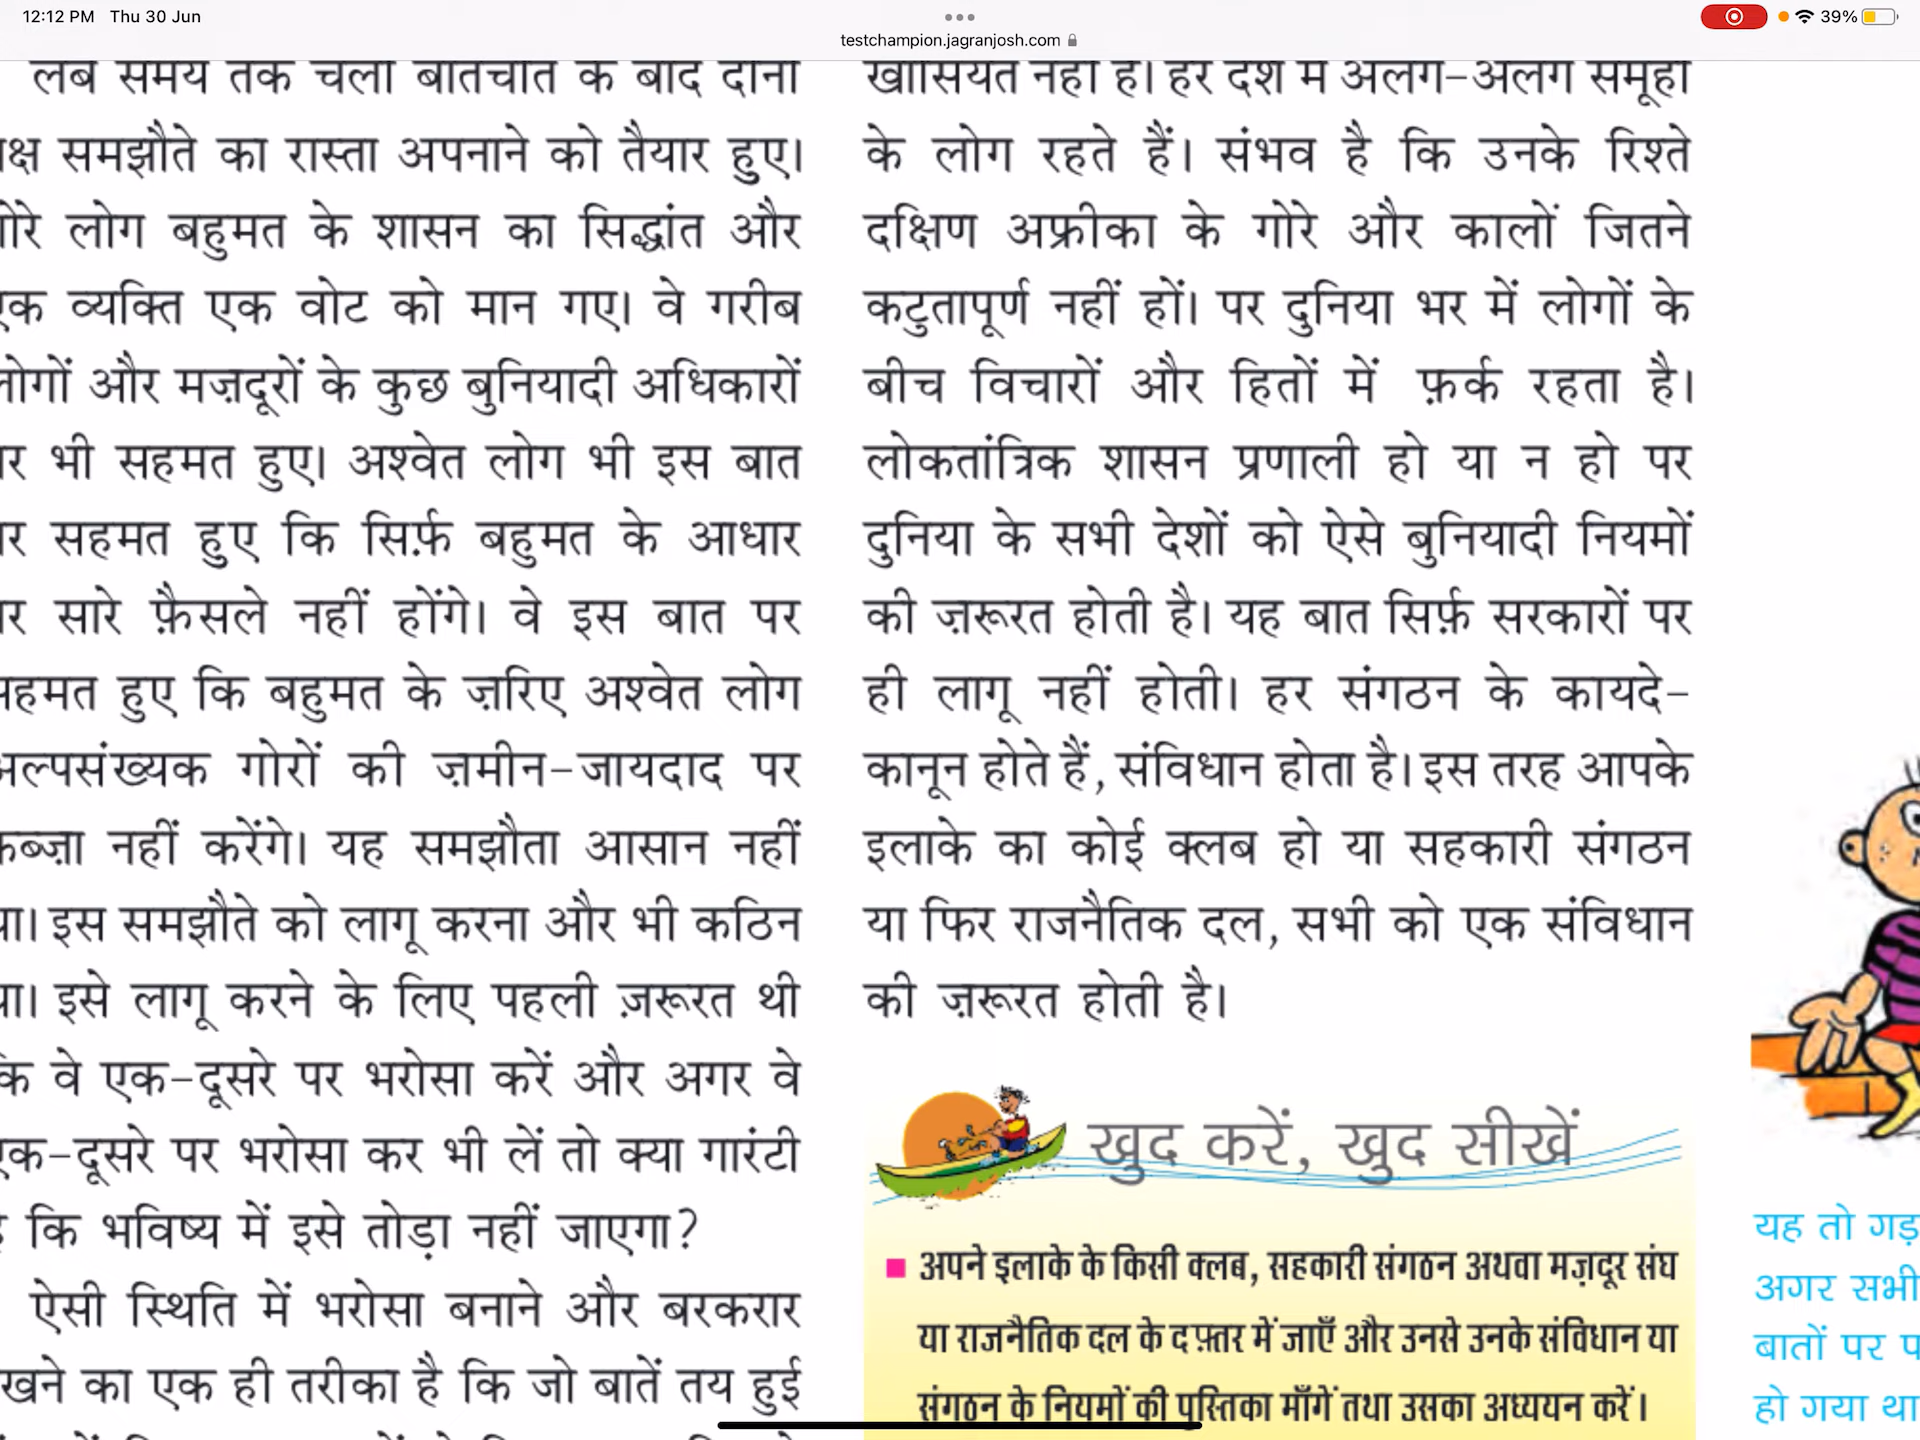 12:12 PM Thu 30 Jun
testchampion.jagranjosh.com
39%
समय तक चली बातचीत के बाद दोनों
समझौते का रास्ता अपनाने को तैयार हुए।
लोग बहुमत के शासन का सिद्धांत और
व्यक्ति एक वोट को मान गए। वे गरीब
और मज़दूरों के कुछ बुनियादी अधिकारों
भी सहमत हुए। अश्वेत लोग भी इस बात
सहमत हुए कि सिर्फ़ बहुमत के आधार
सारे फ़ैसले नहीं होंगे। वे इस बात पर
हुए कि बहुमत के ज़रिए अश्वेत लोग
गोरों की ज़मीन-जायदाद पर
नहीं करेंगे। यह समझौता आसान नहीं
इस समझौते को लागू करना और भी कठिन
इसे लागू करने के लिए पहली ज़रूरत थी
वे एक-दूसरे पर भरोसा करें और अगर वे
एक-दूसरे पर भरोसा कर भी लें तो क्या गारंटी
कि भविष्य में इसे तोड़ा नहीं जाएगा?
ऐसी स्थिति में भरोसा बनाने और बरकरार
का एक ही तरीका है कि जो बातें तय हुई
खासियत नहीं है। हर देश में अलग-अलग समूहों
के लोग रहते हैं। संभव है कि उनके रिश्ते
दक्षिण अफ्रीका के गोरे और कालों जितने
कटुतापूर्ण नहीं हों। पर दुनिया भर में लोगों के
बीच विचारों और हितों में फ़र्क रहता है।
लोकतांत्रिक शासन प्रणाली हो या न हो पर
दुनिया के सभी देशों को ऐसे बुनियादी नियमों
की ज़रूरत होती है। यह बात सिर्फ़ सरकारों पर
ही लागू नहीं होती। हर संगठन के कायदे-
कानून होते हैं, संविधान होता है। इस तरह आपके
इलाके का कोई क्लब हो या सहकारी संगठन
या फिर राजनैतिक दल, सभी को एक संविधान
की ज़रूरत होती है।
खुद करें, खुद सीखें
■ अपने इलाके के किसी क्लब, सहकारी संगठन अथवा मज़दूर संघ
या राजनैतिक दल के दफ़्तर में जाएँ और उनसे उनके संविधान या
संगठन के नियमों की पुस्तिका माँगें तथा उसका अध्ययन करें।
यह तो
अगर सभी
बातों पर
हो गया था